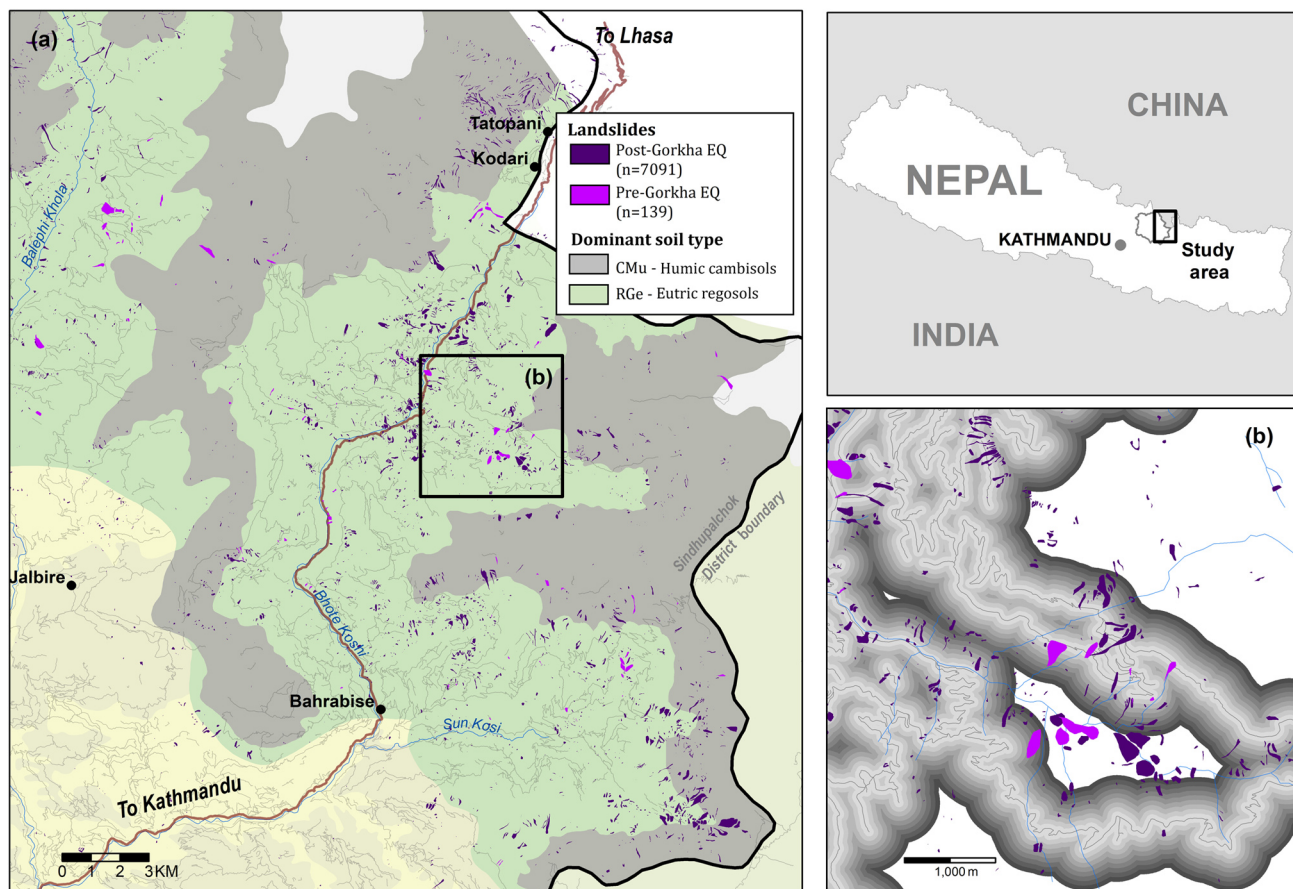 (a)
To Lhasa
Tatopani
Kodari
Landslides
Post-Gorkha EQ
(n=7091)
Pre-Gorkha EQ
(n=139)
Dominant soil type
CMu - Humic cambisols
RGe - Eutric regosols
Balephi Khola
(b)
Sindhupalchok
District boundary
Jalbire
Bhote Koshi
Bahrabise
Sun Kosi
To Kathmandu
0 1 2 3KM
CHINA
NEPAL
KATHMANDU
Study
area
INDIA
(b)
1,000 m